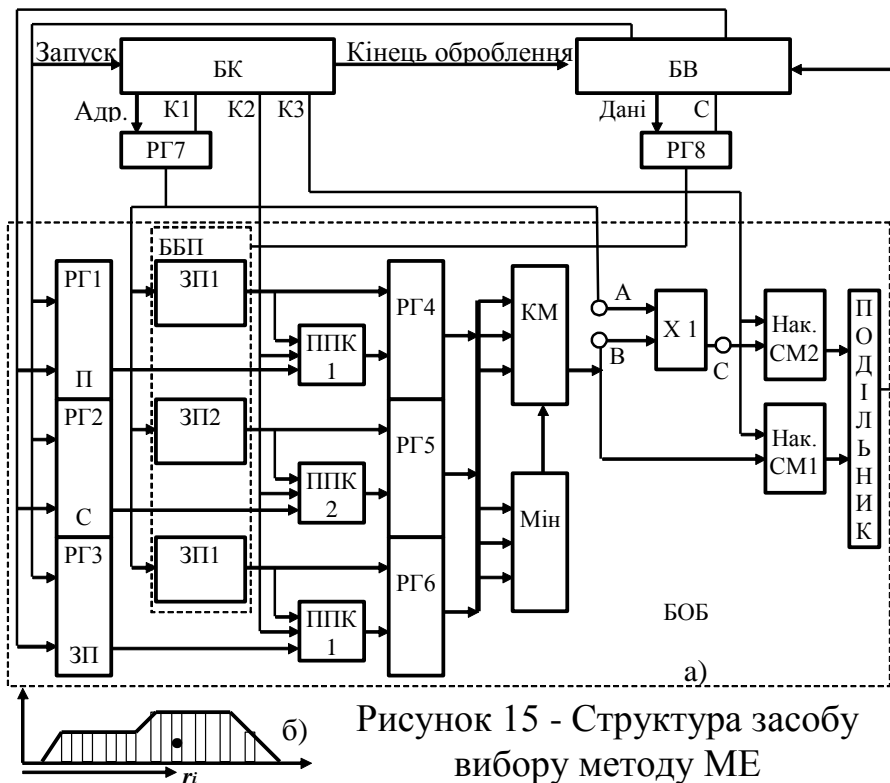 Запуск
БК
Кінець оброблення
БВ
Адр.
К1
К2
К3
Дані
С
РГ7
РГ8
ББП
РГ1
П
ЗП1
ППК
1
РГ4
КМ
А
В
Х 1
С
Нак.
СМ2
ПОДІЛЬНИК
РГ2
С
ЗП2
ППК
2
РГ5
Мін
Нак.
СМ1
РГ3
ЗП
ЗП1
ППК
1
РГ6
БОБ
а)
б)
ri
Рисунок 15 - Структура засобу
вибору методу МЕ